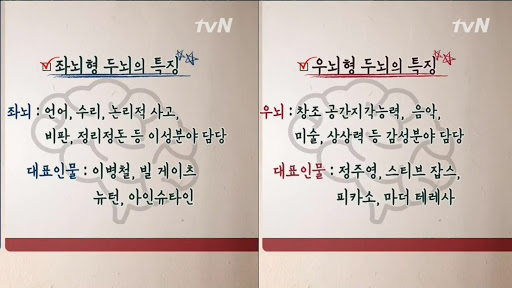 tvN
좌뇌형 두뇌의 특징
좌뇌 : 언어, 수리, 논리적 사고,
비판, 정리정돈 등 이성분야 담당
대표인물 : 이병철, 빌 게이츠
뉴턴, 아인슈타인
tvN
우뇌형 두뇌의 특징
우뇌 : 창조 공간지각능력, 음악,
미술, 상상력 등 감성분야 담당
대표인물 : 정주영, 스티브 잡스,
피카소, 마더 테레사